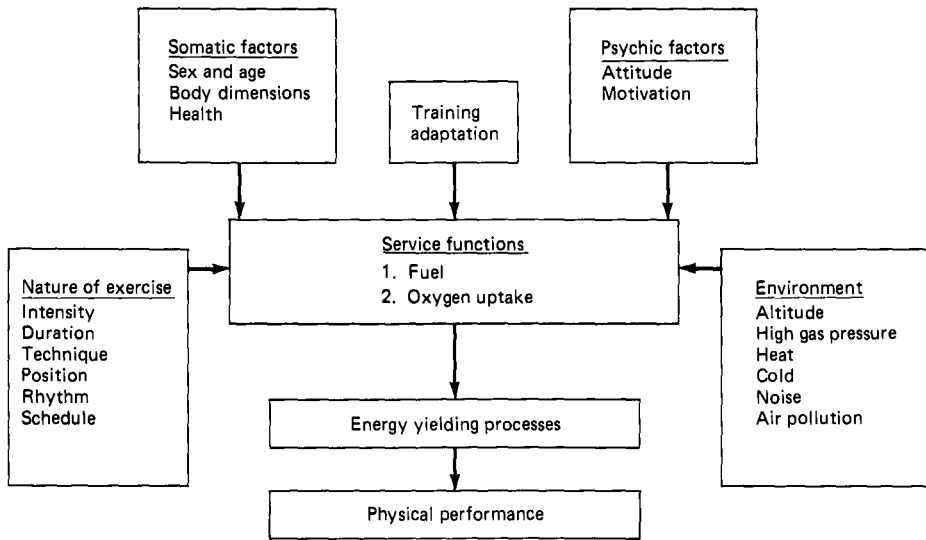 Somatic factors
Sex and age
Body dimensions
Health
Training
adaptation
Psychic factors
Attitude
Motivation
Nature of exercise
Intensity
Duration
Technique
Position
Rhythm
Schedule
Service functions
1. Fuel
2. Oxygen uptake
Environment
Altitude
High gas pressure
Heat
Cold
Noise
Air pollution
Energy yielding processes
Physical performance